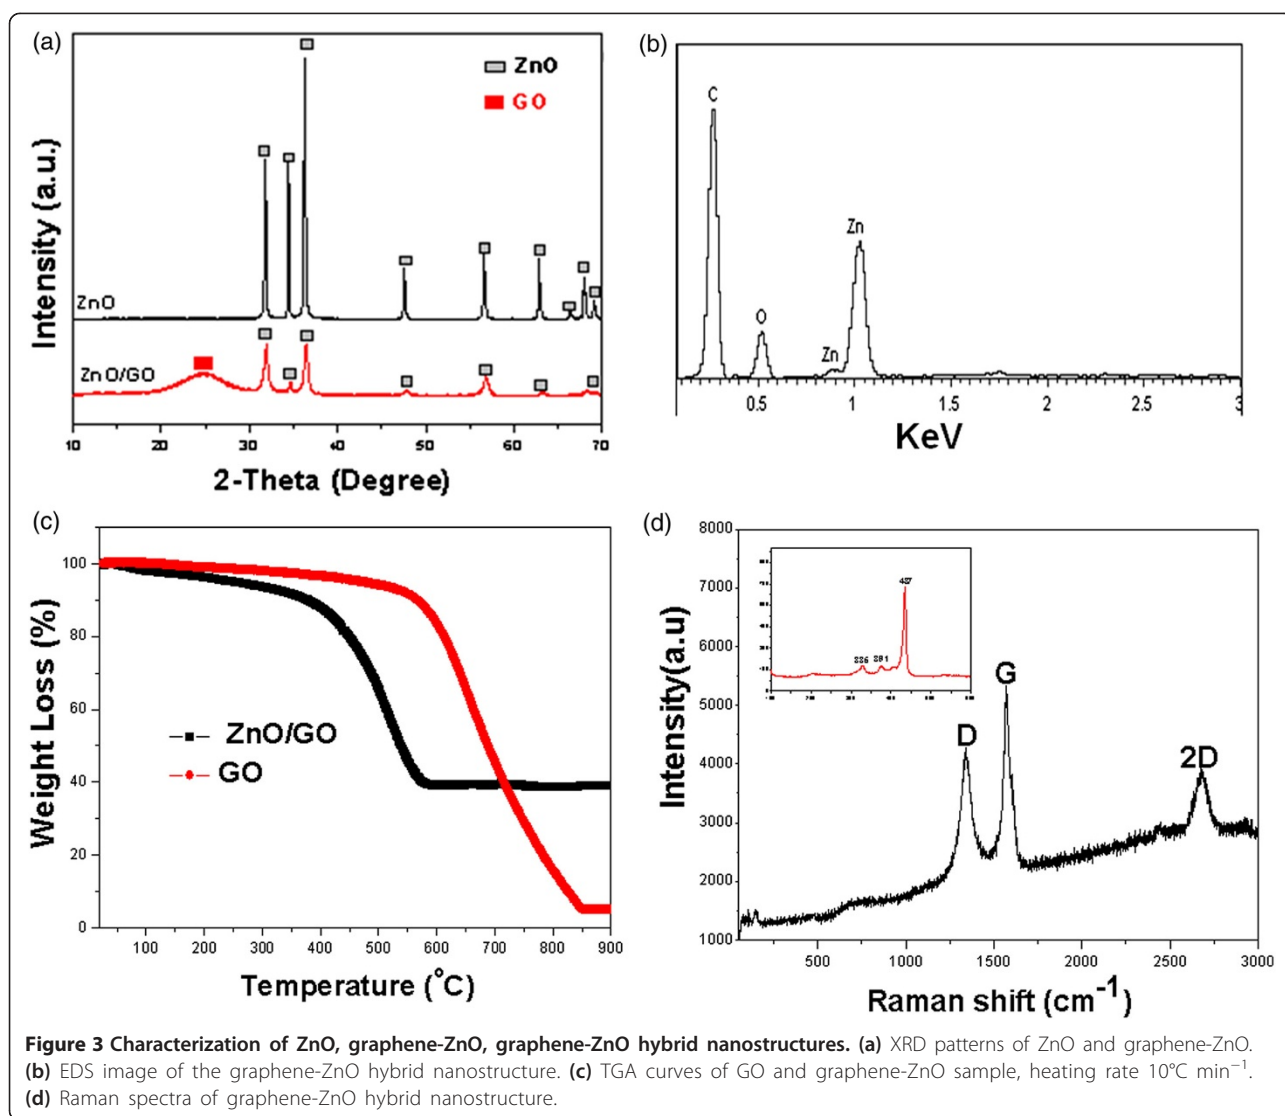 (a)
ZnO
GO
ZnO
ZnO/GO
Intensity (a.u.)
10 20 30 40 50 60 70
2-Theta (Degree)
(b)
C
O
Zn
Zn
0.5 1 1.5 2 2.5 3
KeV
(c)
100
80
60
40
20
0
Weight Loss (%)
ZnO/GO
GO
100 200 300 400 500 600 700 800 900
Temperature (°C)
(d)
8000
7000
6000
5000
4000
3000
2000
1000
Intensity(a.u)
D
G
2D
500 1000 1500 2000 2500 3000
Raman shift (cm-1)
Figure 3 Characterization of ZnO, graphene-ZnO, graphene-ZnO hybrid nanostructures. (a) XRD patterns of ZnO and graphene-ZnO.
(b) EDS image of the graphene-ZnO hybrid nanostructure. (c) TGA curves of GO and graphene-ZnO sample, heating rate 10°C min−1.
(d) Raman spectra of graphene-ZnO hybrid nanostructure.